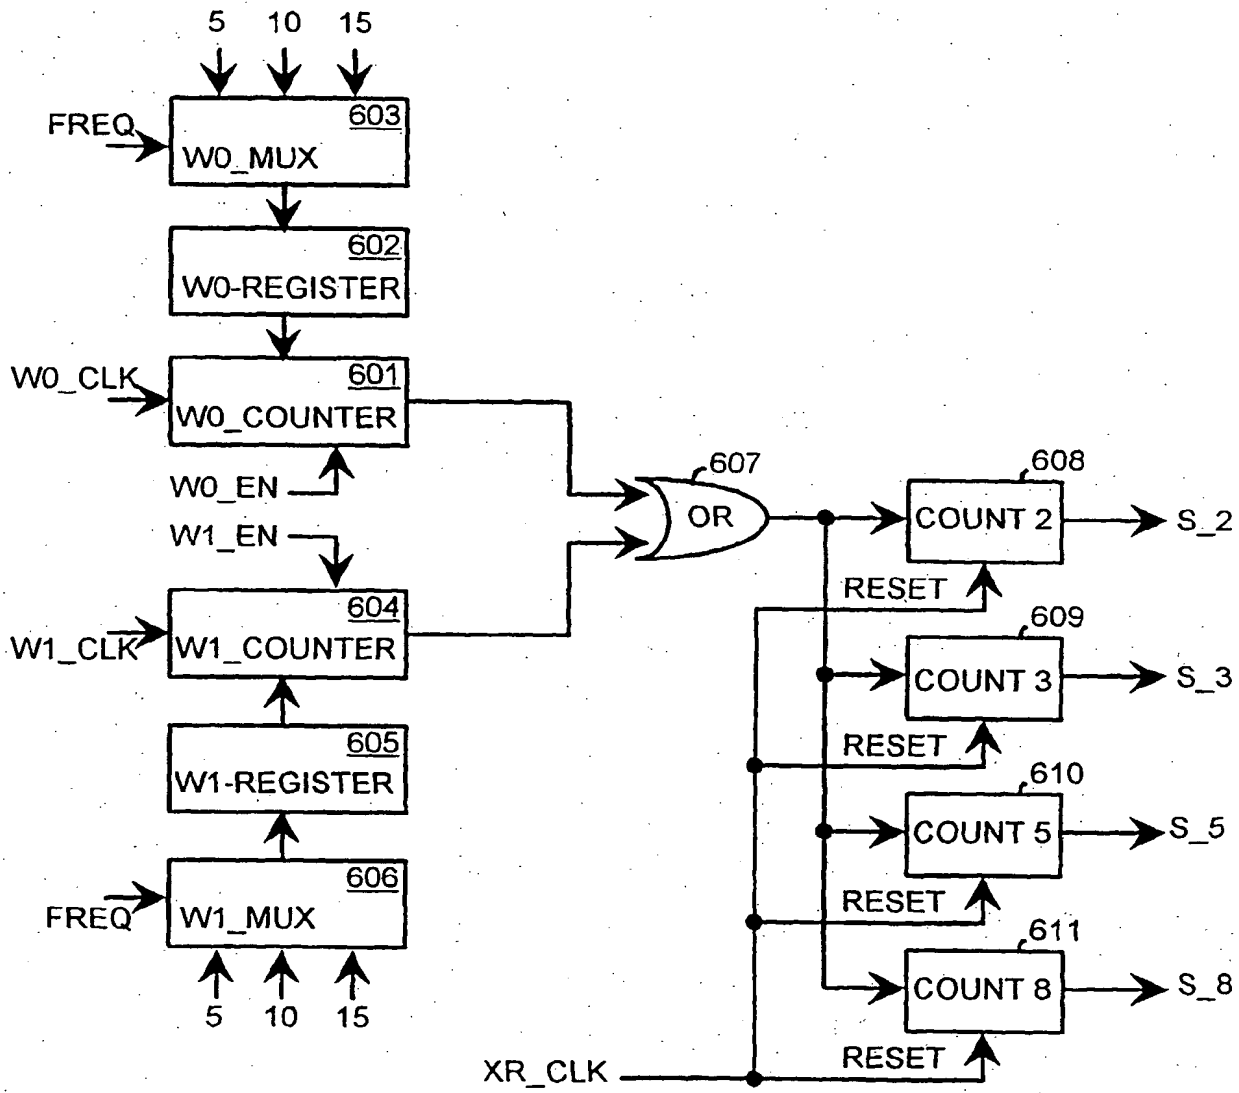 5 10 15
603
FREQ
W0_MUX
602
W0-REGISTER
W0_CLK
601
W0_COUNTER
W0_EN
W1_EN
604
W1_CLK
W1_COUNTER
605
W1-REGISTER
606
FREQ
W1_MUX
5 10 15
607
OR
608
COUNT 2
S_2
RESET
609
COUNT 3
S_3
RESET
610
COUNT 5
S_5
RESET
611
COUNT 8
S_8
RESET
XR_CLK